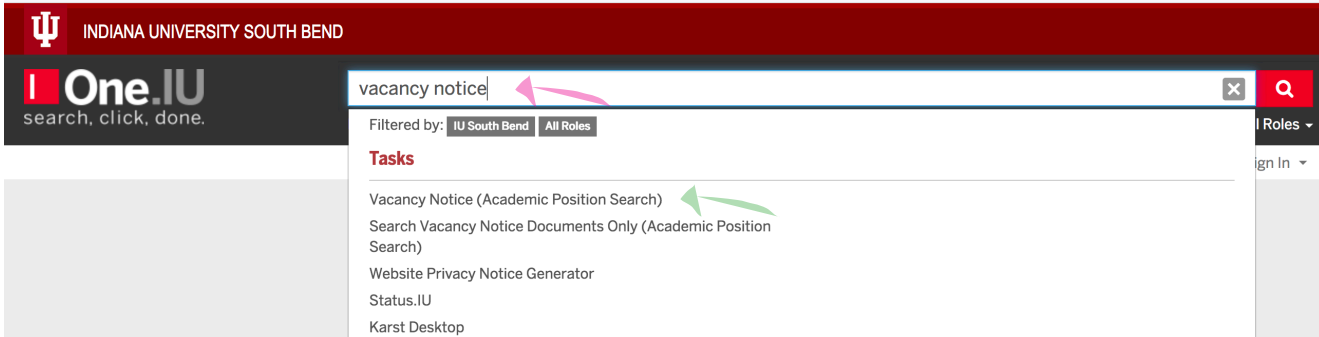 INDIANA UNIVERSITY SOUTH BEND
One.IU
search, click, done.
vacancy notice
Filtered by: IU South Bend All Roles
Roles
Tasks
In
Vacancy Notice (Academic Position Search)
Search Vacancy Notice Documents Only (Academic Position
Search)
Website Privacy Notice Generator
Status.IU
Karst Desktop